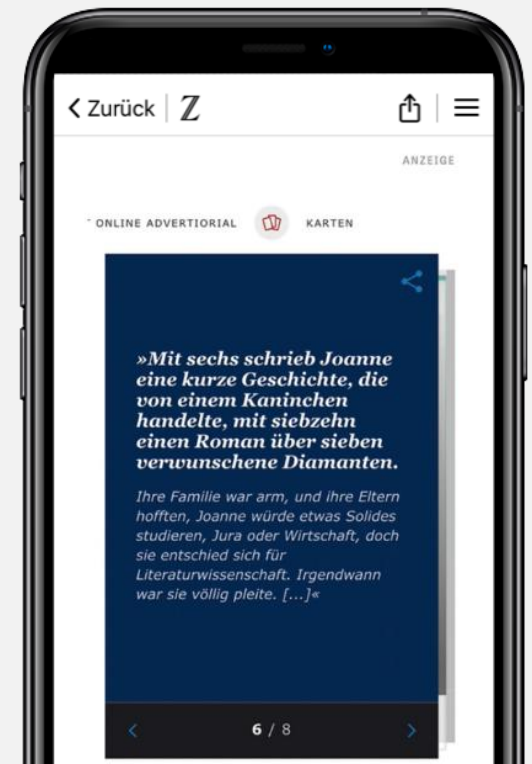 Zurück
Z
ANZEIGE
- ONLINE ADVERTIORIAL
KARTEN
»Mit sechs schrieb Joanne
eine kurze Geschichte, die
von einem Kaninchen
handelte, mit siebzehn
einen Roman über sieben
verwunschene Diamanten.
Ihre Familie war arm, und ihre Eltern
hofften, Joanne würde etwas Solides
studieren, Jura oder Wirtschaft, doch
sie entschied sich für
Literaturwissenschaft. Irgendwann
war sie völlig pleite. [...]«
6 / 8